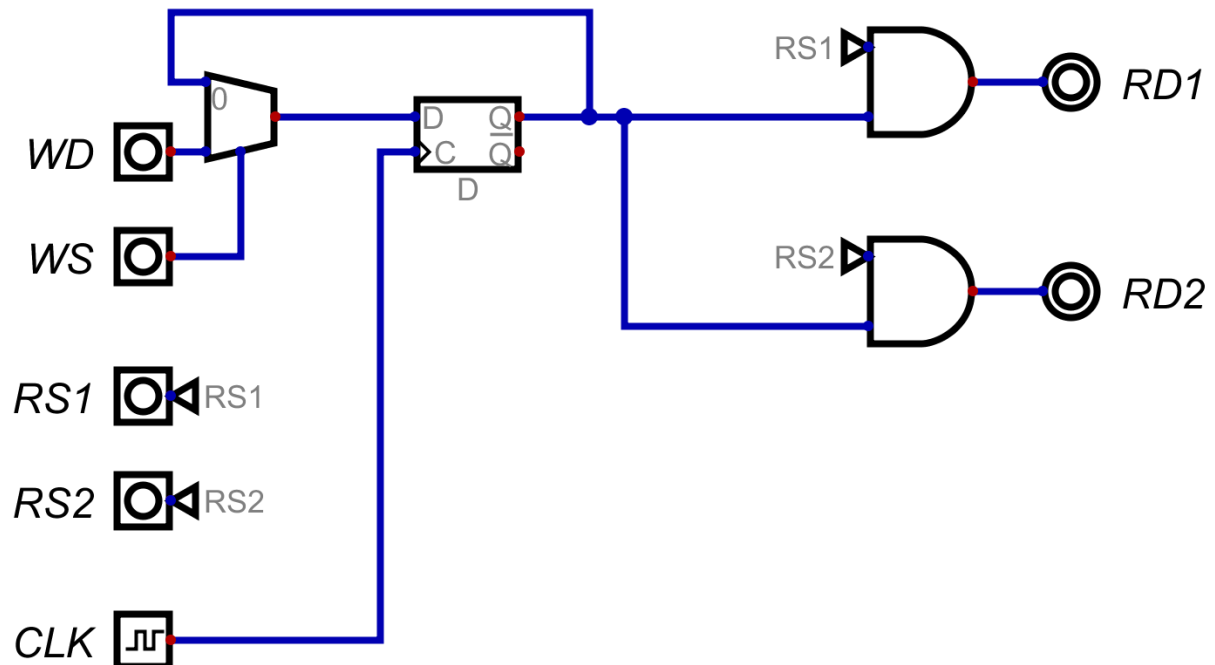 RS1
RD1
0
D Q
WD
C Q
D
WS
RS2
RD2
RS1 RS1
RS2 RS2
CLK